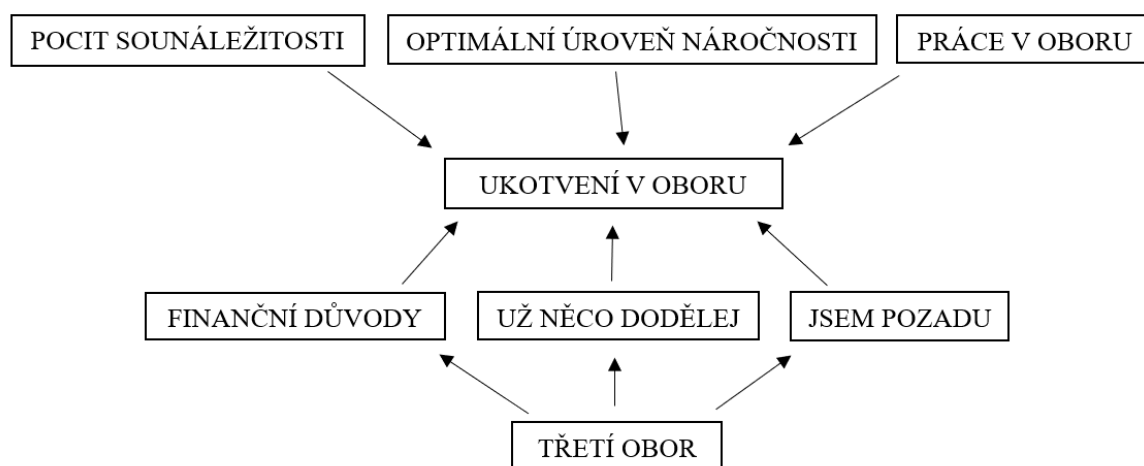 POCIT SOUNÁLEŽITOSTI
OPTIMÁLNÍ ÚROVEŇ NÁROČNOSTI
PRÁCE V OBORU
UKOTVENÍ V OBORU
FINANČNÍ DŮVODY
UŽ NĚCO DODĚLEJ
JSEM POZADU
TŘETÍ OBOR